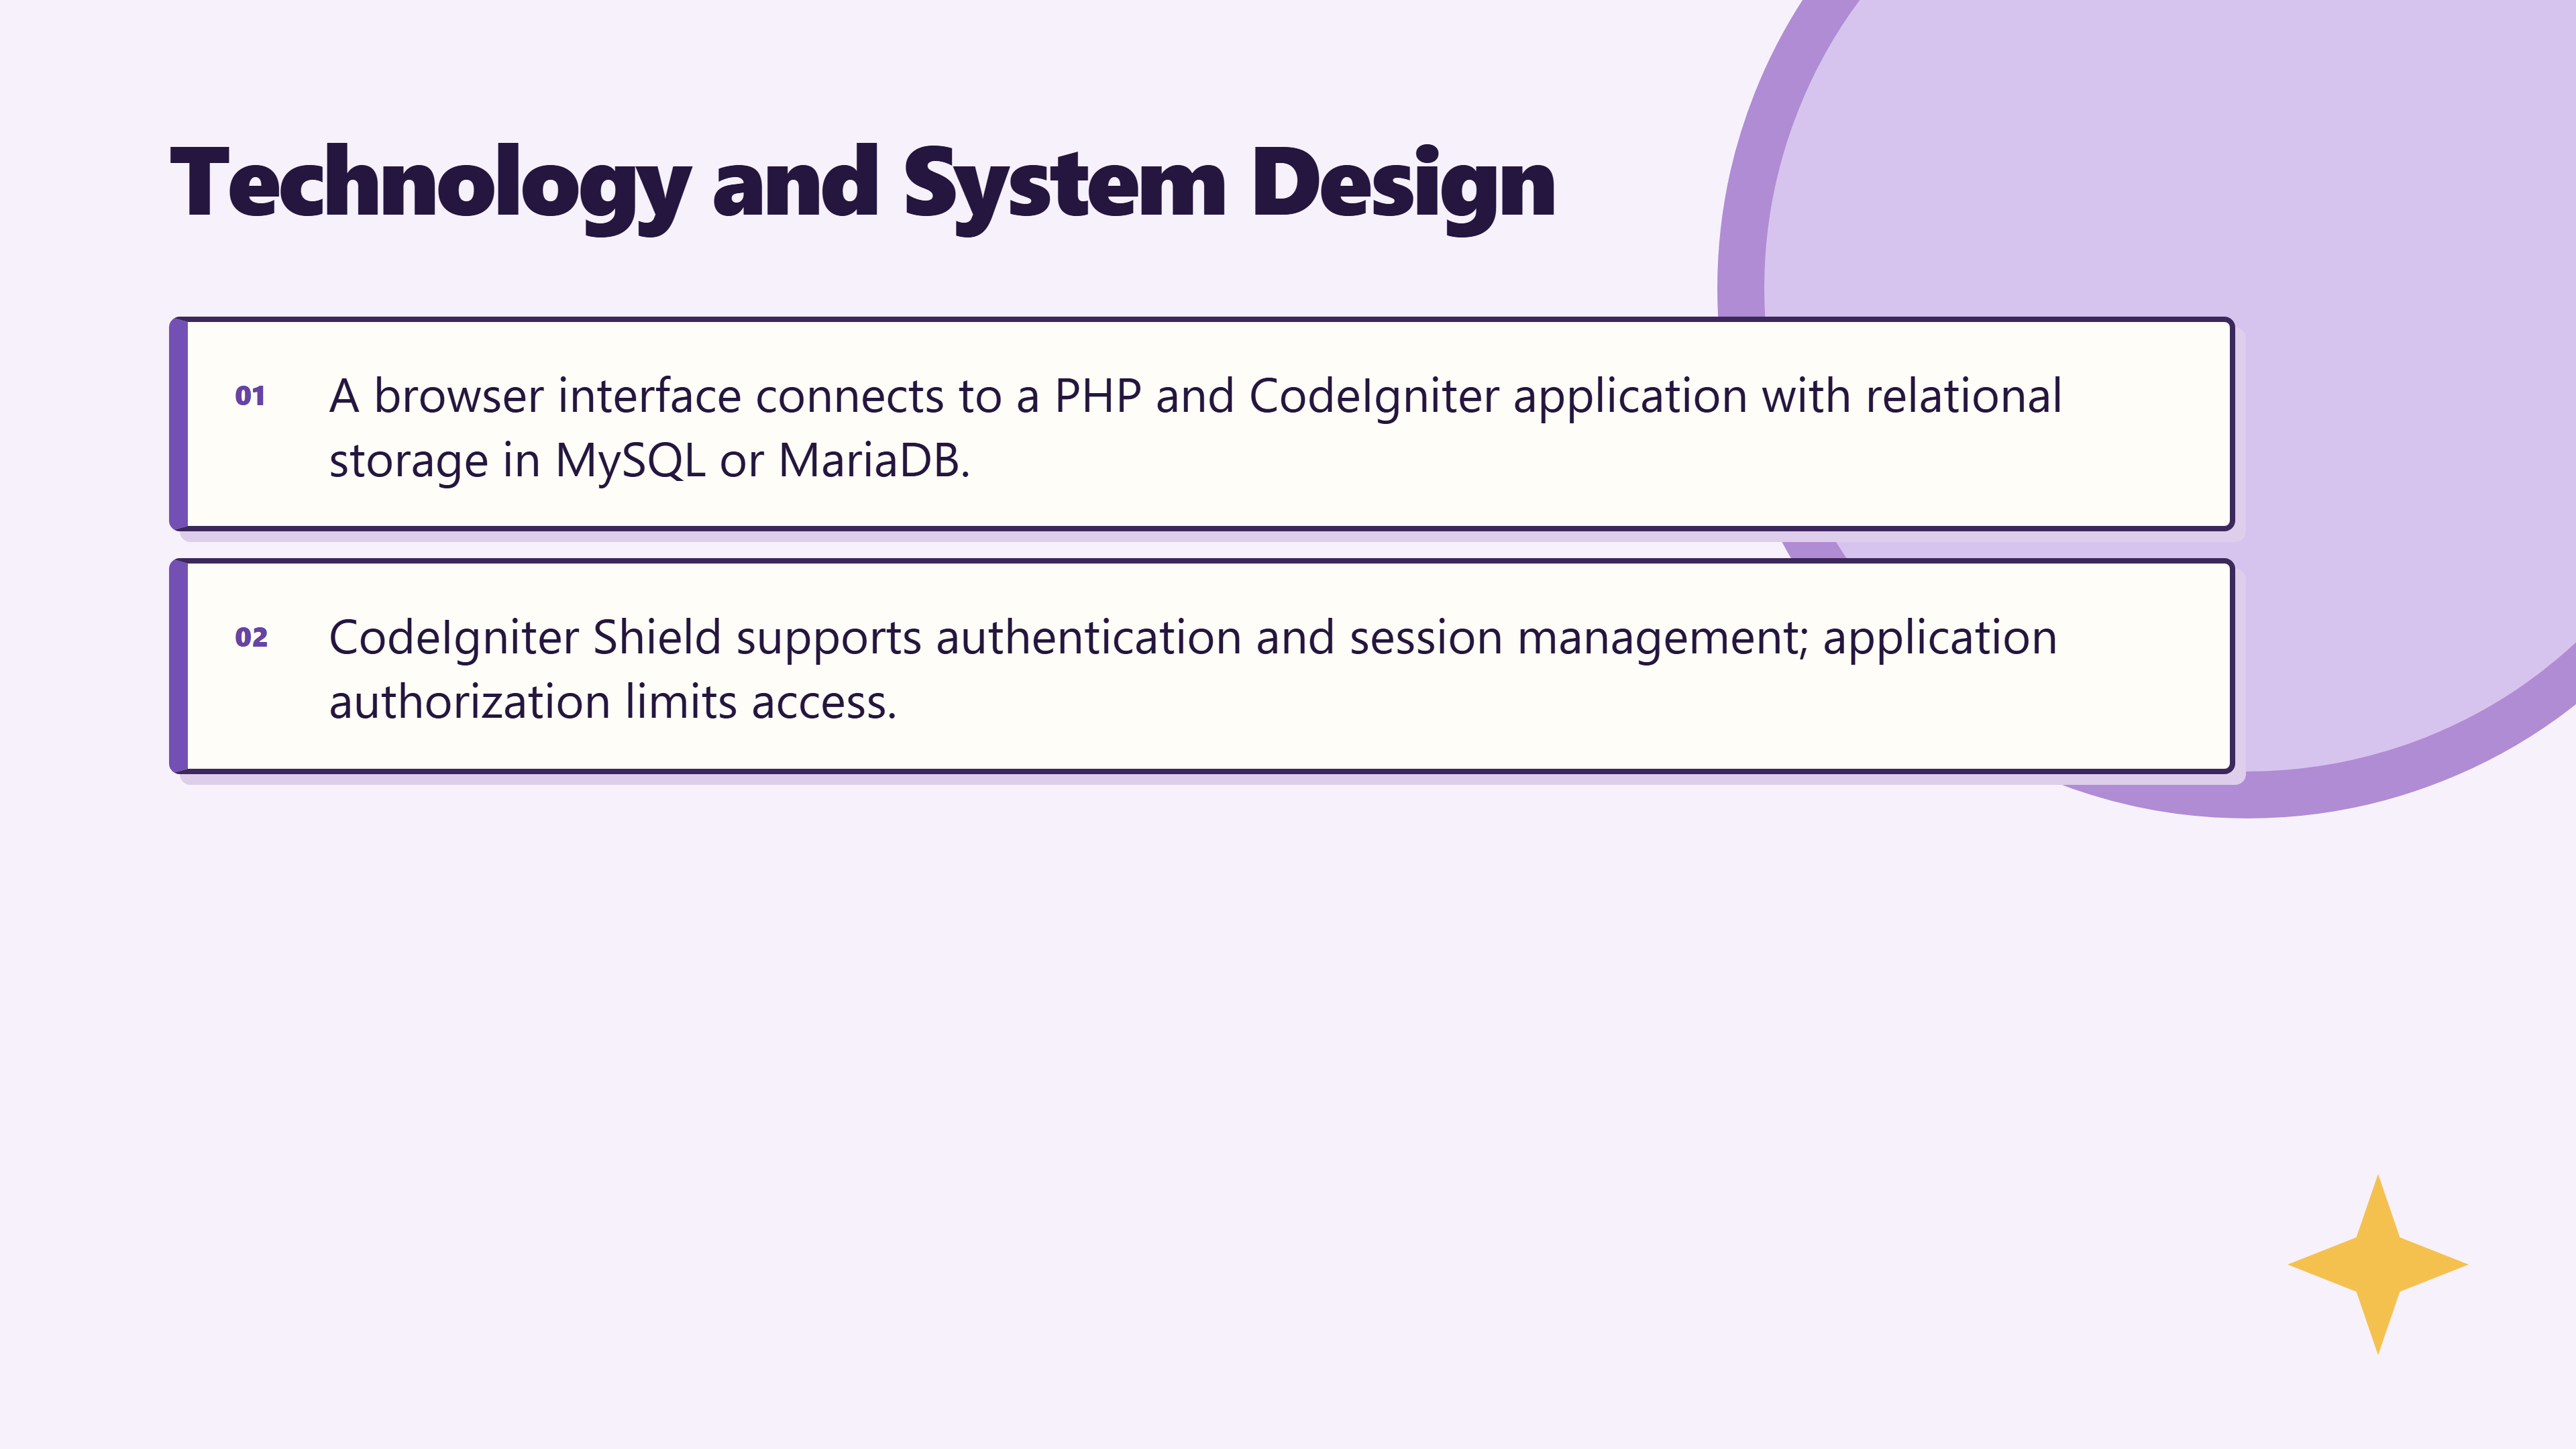 Technology and System Design
01 A browser interface connects to a PHP and CodeIgniter application with relational
storage in MySQL or MariaDB.
02 CodeIgniter Shield supports authentication and session management; application
authorization limits access.